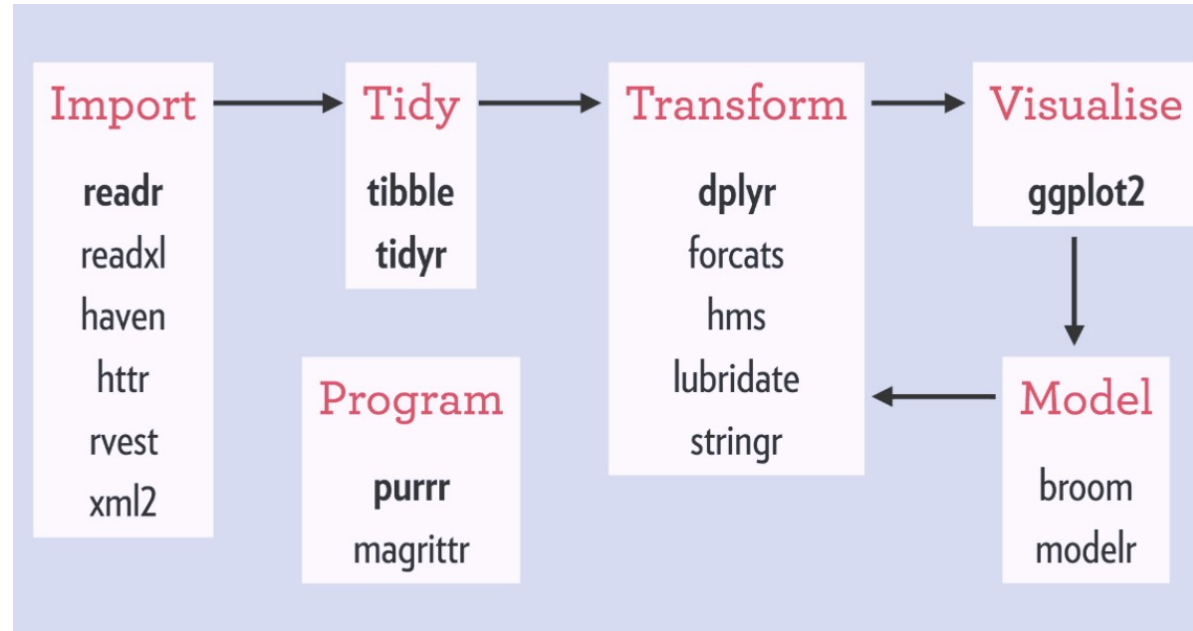 Import
readr
readxl
haven
httr
rvest
xml2
Tidy
tibble
tidyr
Program
purrr
magrittr
Transform
dplyr
forcats
hms
lubridate
stringr
Visualise
ggplot2
Model
broom
modelr